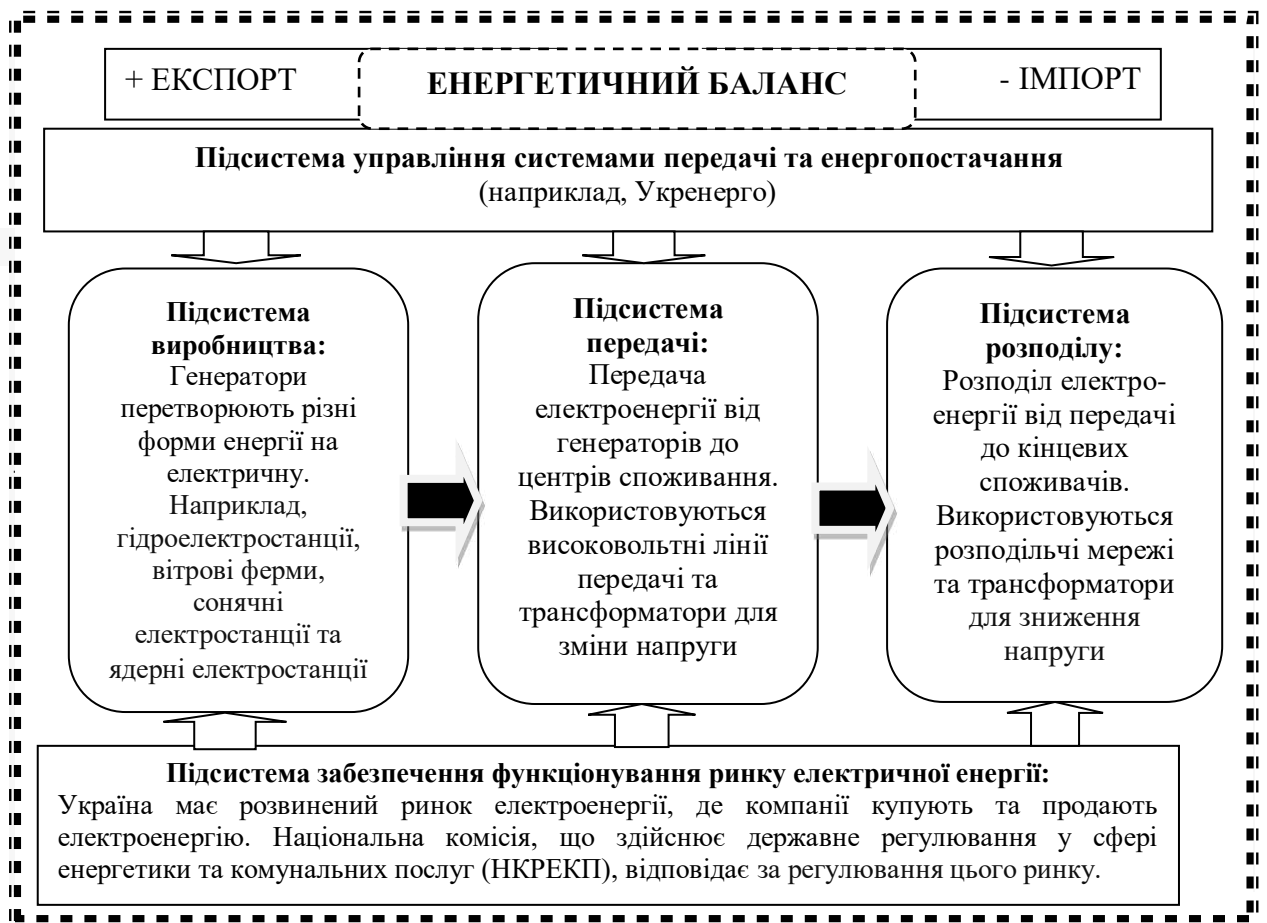 + ЕКСПОРТ
ЕНЕРГЕТИЧНИЙ БАЛАНС
- ІМПОРТ
Підсистема управління системами передачі та енергопостачання
(наприклад, Укренерго)
Підсистема
виробництва:
Генератори
перетворюють різні
форми енергії на
електричну.
Наприклад,
гідроелектростанції,
вітрові ферми,
сонячні
електростанції та
ядерні електростанції
Підсистема
передачі:
Передача
електроенергії від
генераторів до
центрів споживання.
Використовуються
високовольтні лінії
передачі та
трансформатори для
зміни напруги
Підсистема
розподілу:
Розподіл електро-
енергії від передачі
до кінцевих
споживачів.
Використовуються
розподільчі мережі
та трансформатори
для зниження
напруги
Підсистема забезпечення функціонування ринку електричної енергії:
Україна має розвинений ринок електроенергії, де компанії купують та продають
електроенергію. Національна комісія, що здійснює державне регулювання у сфері
енергетики та комунальних послуг (НКРЕКП), відповідає за регулювання цього ринку.